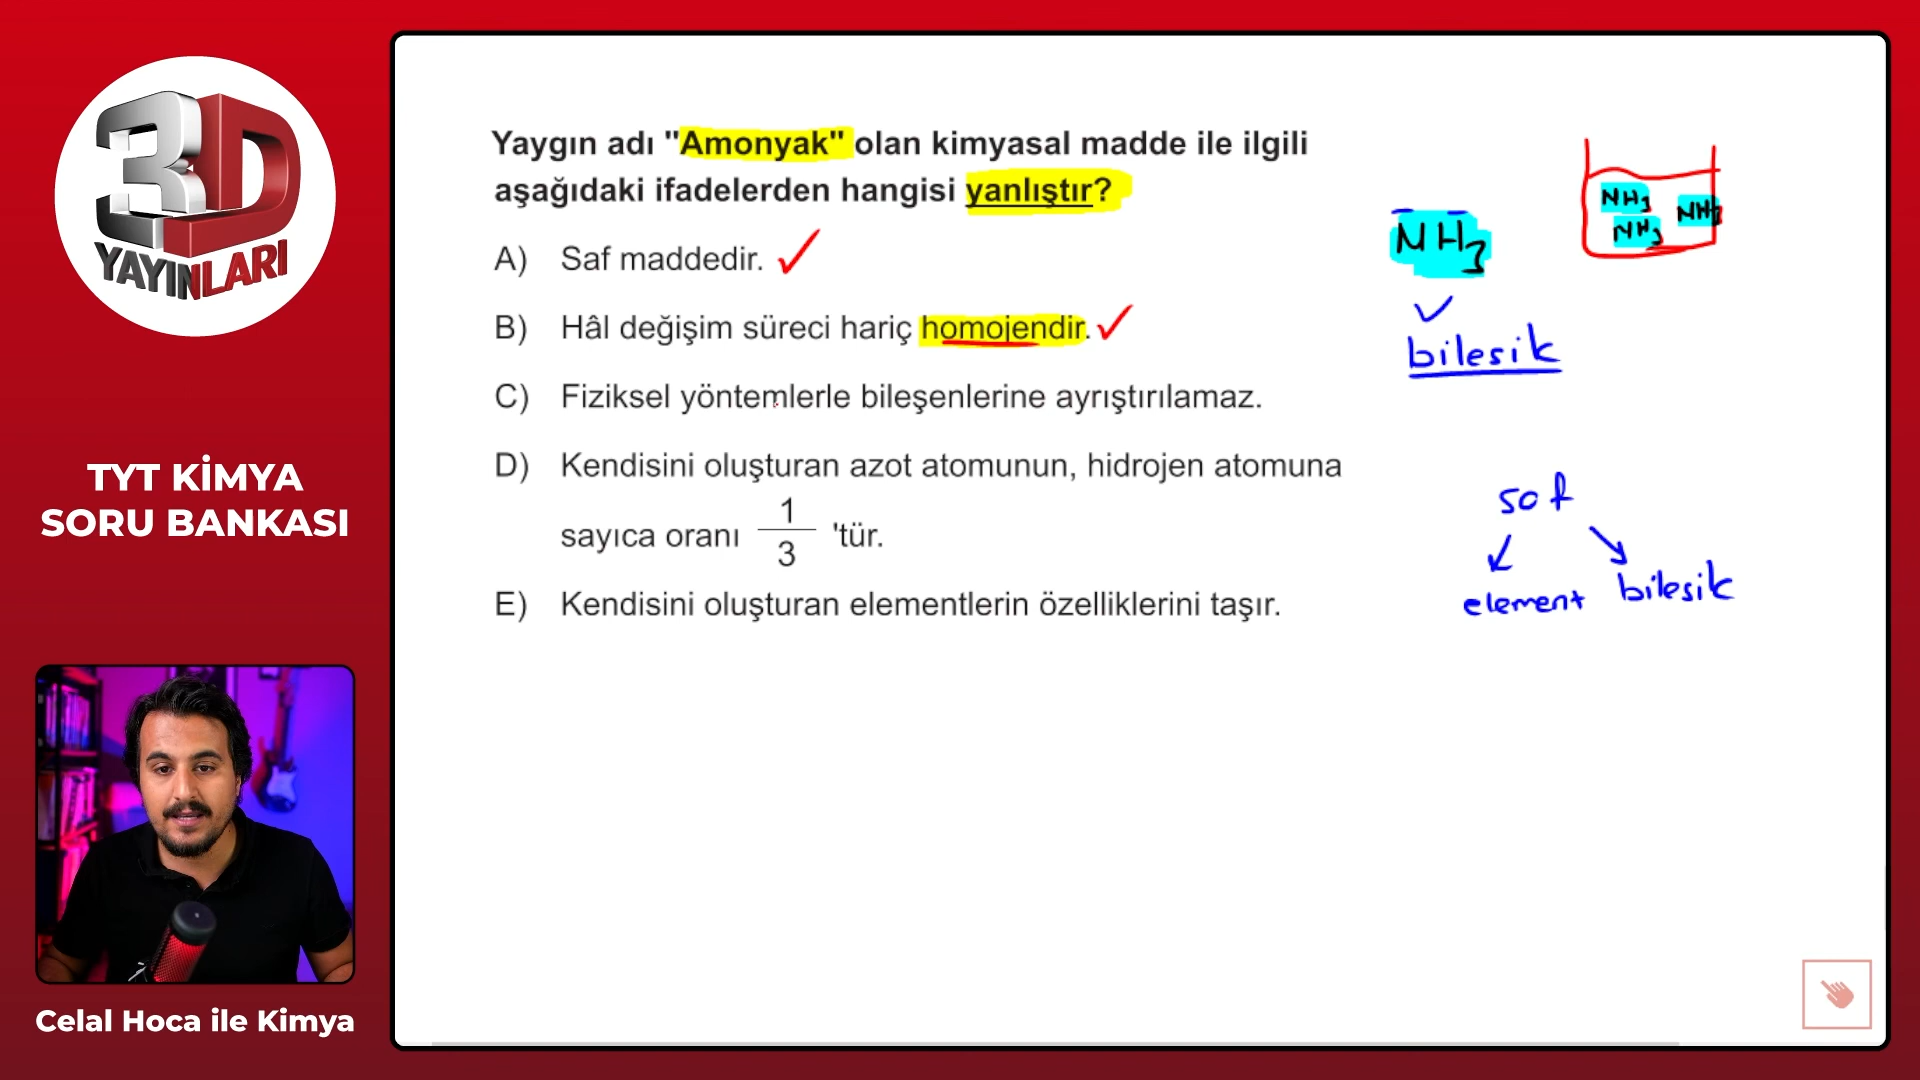 3D
YAYINLARI
TYT KİMYA
SORU BANKASI
Celal Hoca ile Kimya
Yaygın adı "Amonyak" olan kimyasal madde ile ilgili
aşağıdaki ifadelerden hangisi yanlıştır?
A) Saf maddedir.
B) Hâl değişim süreci hariç homojendir.
C) Fiziksel yöntemlerle bileşenlerine ayrıştırılamaz.
D) Kendisini oluşturan azot atomunun, hidrojen atomuna
sayıca oranı 1/3 'tür.
E) Kendisini oluşturan elementlerin özelliklerini taşır.
NH3
bilesik
NH3
NH3
NH3
saf
element bilesik